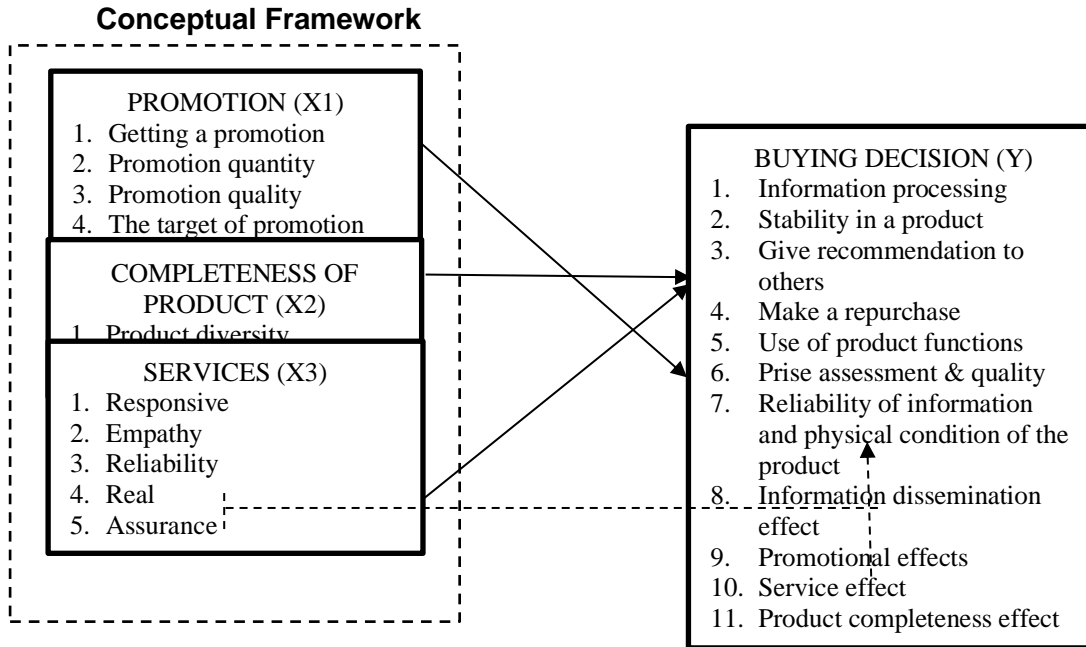 Conceptual Framework
PROMOTION (X1)
1. Getting a promotion
2. Promotion quantity
3. Promotion quality
4. The target of promotion
COMPLETENESS OF
PRODUCT (X2)
1. Product diversity
SERVICES (X3)
1. Responsive
2. Empathy
3. Reliability
4. Real
5. Assurance
BUYING DECISION (Y)
1. Information processing
2. Stability in a product
3. Give recommendation to
others
4. Make a repurchase
5. Use of product functions
6. Prise assessment & quality
7. Reliability of information
and physical condition of the
product
8. Information dissemination
effect
9. Promotional effects
10. Service effect
11. Product completeness effect